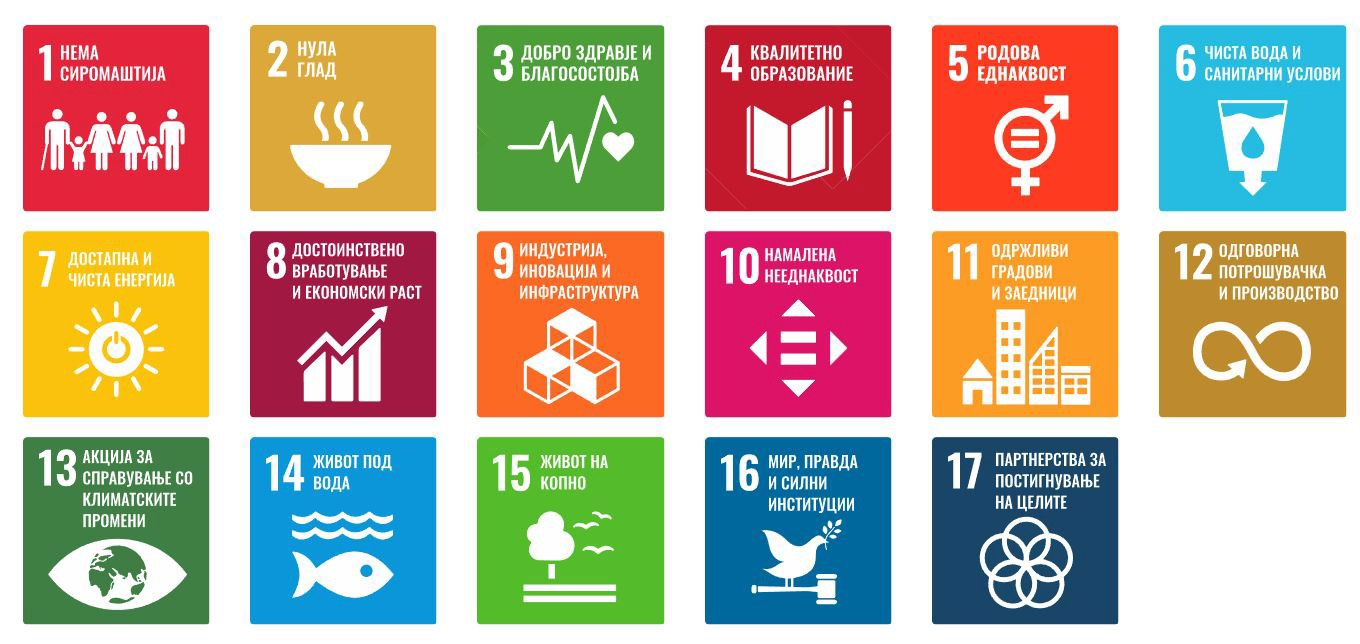 1 НЕМА
СИРОМАШТИЈА
2 НУЛА
ГЛАД
3 ДОБРО ЗДРАВЈЕ И
БЛАГОСОСТОЈБА
4 КВАЛИТЕТНО
ОБРАЗОВАНИЕ
5 РОДОВА
ЕДНАКВОСТ
6 ЧИСТА ВОДА И
САНИТАРНИ УСЛОВИ
7 ДОСТАПНА И
ЧИСТА ЕНЕРГИЈА
8 ДОСТОИНСТВЕНО
ВРАБОТУВАЊЕ
И ЕКОНОМСКИ РАСТ
9 ИНДУСТРИЈА,
ИНОВАЦИЈА И
ИНФРАСТРУКТУРА
10 НАМАЛЕНА
НЕЕДНАКВОСТ
11 ОДРЖЛИВИ
ГРАДОВИ
И ЗАЕДНИЦИ
12 ОДГОВОРНА
ПОТРОШУВАЧКА
И ПРОИЗВОДСТВО
13 АКЦИЈА ЗА
СПРАВУВАЊЕ СО
КЛИМАТСКИТЕ
ПРОМЕНИ
14 ЖИВОТ ПОД
ВОДА
15 ЖИВОТ НА
КОПНО
16 МИР, ПРАВДА
И СИЛНИ
ИНСТИТУЦИИ
17 ПАРТНЕРСТВА ЗА
ПОСТИГНУВАЊЕ
НА ЦЕЛИТЕ